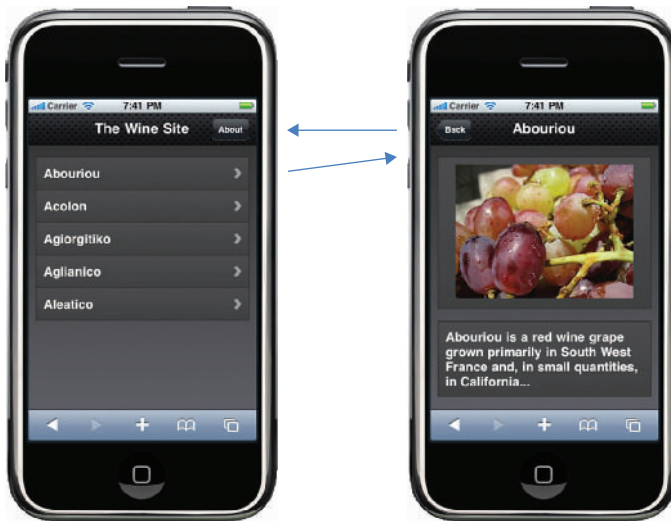 Carrier 7:41 PM
The Wine Site About
Abouriou
Acolon
Agiorgitiko
Aglianico
Aleatico
Carrier 7:41 PM
Back Abouriou
Abouriou is a red wine grape
grown primarily in South West
France and, in small quantities,
in California...